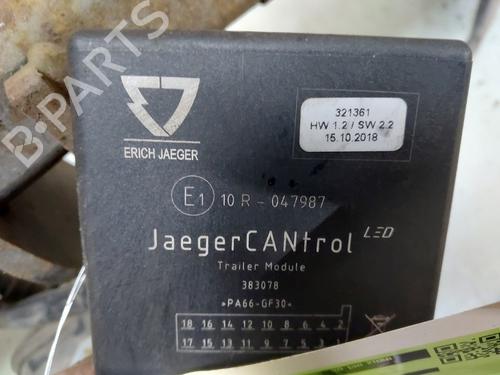 ERICH JAEGER
321361
HW 1.2 / SW 2.2
15.10.2018
E1 10 R - 047987
JaegerCANtrol LED
Trailer Module
383078
»PA66-GF30«
18 16 14 12 10 8 6 4 2
17 15 13 11 9 7 5 3 1
B-PARTS